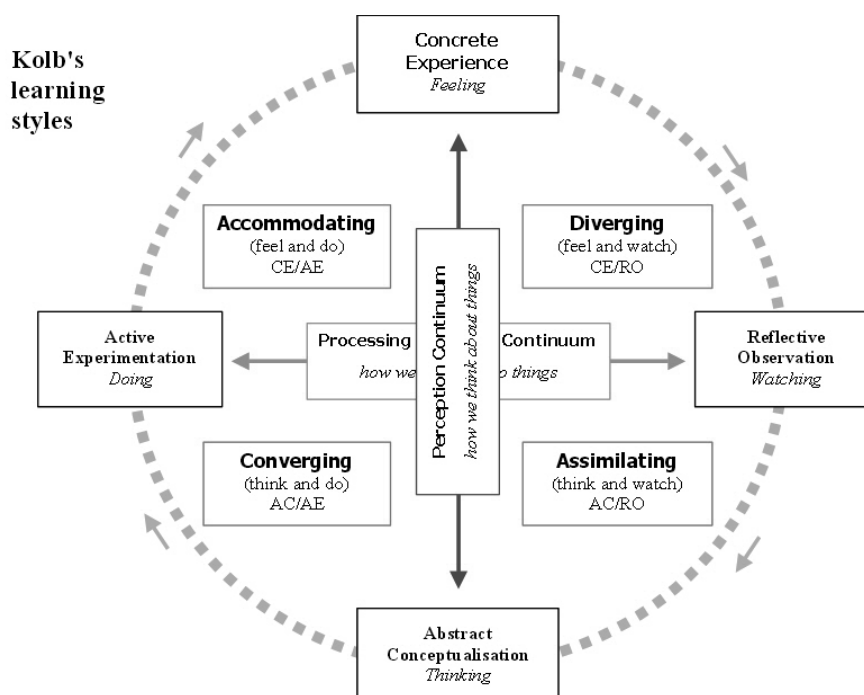 Kolb's
learning
styles
Concrete
Experience
Feeling
Accommodating
(feel and do)
CE/AE
Diverging
(feel and watch)
CE/RO
Active
Experimentation
Doing
Processing Continuum
how we things
Perception Continuum
how we think about things
Reflective
Observation
Watching
Converging
(think and do)
AC/AE
Assimilating
(think and watch)
AC/RO
Abstract
Conceptualisation
Thinking